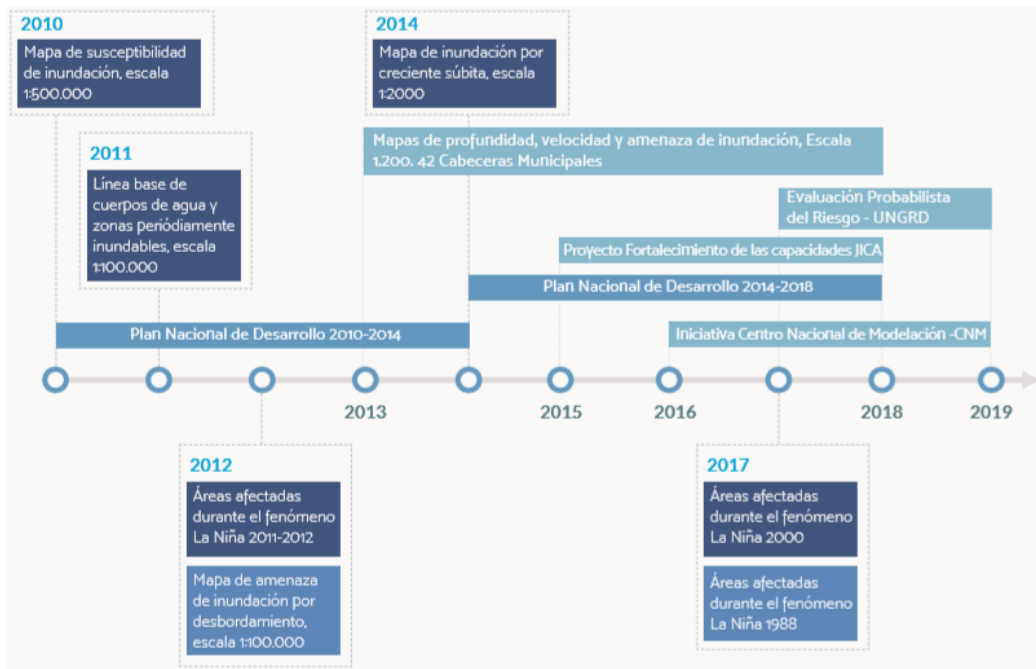 2010
Mapa de susceptibilidad
de inundación, escala
1:500.000
2014
Mapa de inundación por
creciente súbita, escala
1:2000
Mapas de profundidad, velocidad y amenaza de inundación, Escala
1.200. 42 Cabeceras Municipales
2011
Línea base de
cuerpos de agua y
zonas periódiamente
inundables, escala
1:100.000
Evaluación Probabilista
del Riesgo - UNGRD
Proyecto Fortalecimiento de las capacidades JICA
Plan Nacional de Desarrollo 2014-2018
Plan Nacional de Desarrollo 2010-2014
Iniciativa Centro Nacional de Modelación -CNM
2013
2015
2016
2018
2019
2012
Áreas afectadas
durante el fenómeno
La Niña 2011-2012
Mapa de amenaza
de inundación por
desbordamiento,
escala 1:100.000
2017
Áreas afectadas
durante el fenómeno
La Niña 2000
Áreas afectadas
durante el fenómeno
La Niña 1988